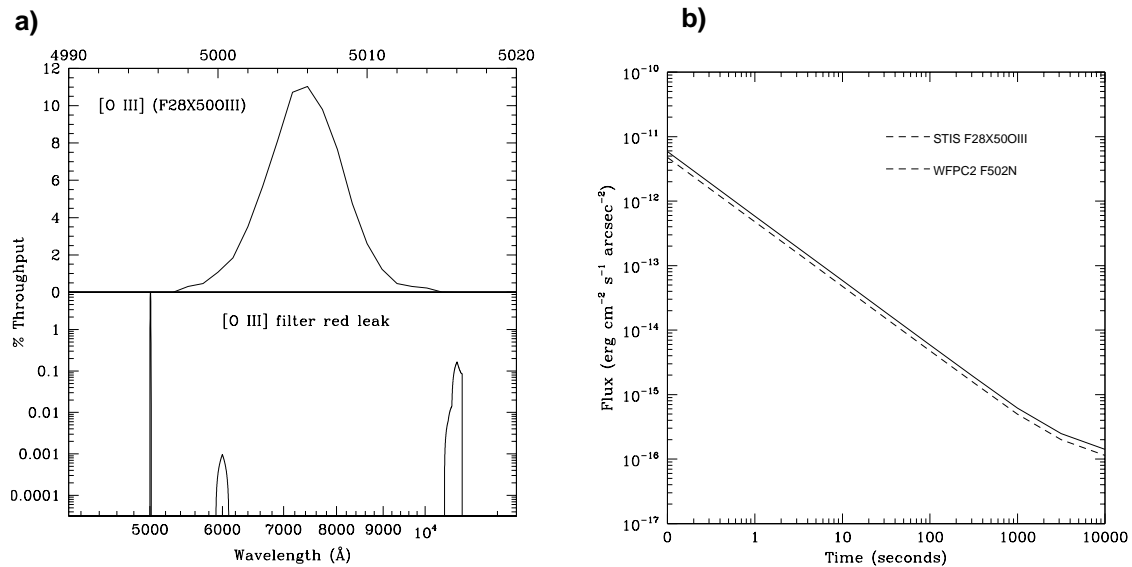 a)
4990 5000 5010 5020
12
10
8
6
4
2
0
[O III] (F28X50OIII)
% Throughput
[O III] filter red leak
1
0.1
0.01
0.001
0.0001
5000 6000 7000 8000 9000 10⁴
Wavelength (Å)
b)
10⁻¹⁰
10⁻¹¹
10⁻¹²
10⁻¹³
10⁻¹⁴
10⁻¹⁵
10⁻¹⁶
10⁻¹⁷
STIS F28X50OIII
WFPC2 F502N
Flux (erg cm⁻² s⁻¹ arcsec⁻²)
0 1 10 100 1000 10000
Time (seconds)